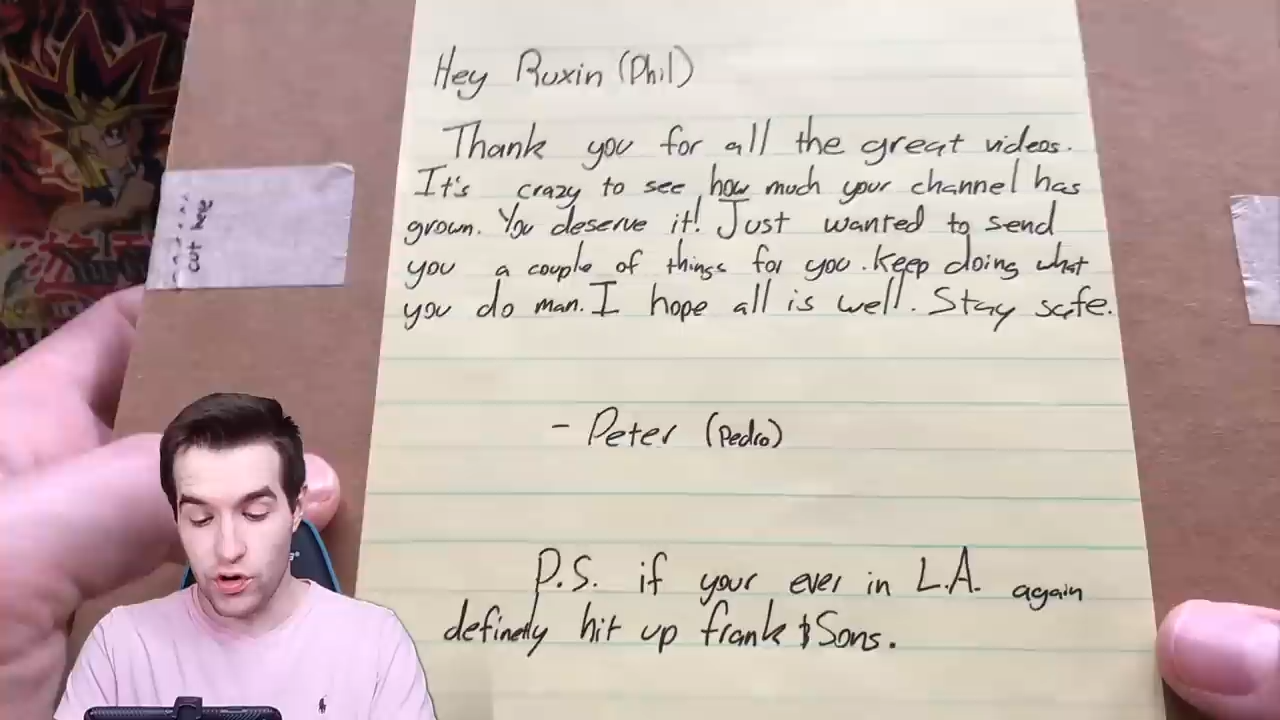 Hey Ruxin (Phil)
Thank you for all the great videos.
It's crazy to see how much your channel has
grown. You deserve it! Just wanted to send
you a couple of things for you. Keep doing what
you do man. I hope all is well. Stay safe.
- Peter (Pedro)
P.S. if your ever in L.A. again
definetly hit up frank & Sons.
cut here